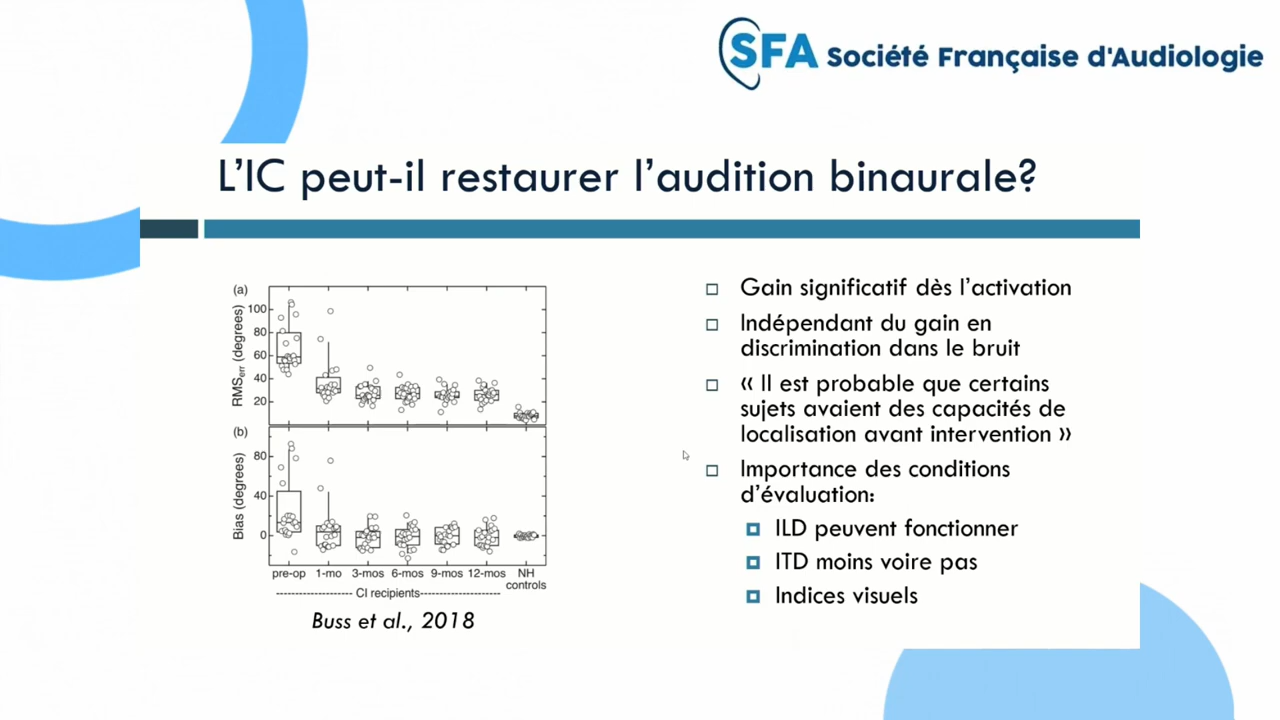 SFA Société Française d'Audiologie
L'IC peut-il restaurer l'audition binaurale?
(a)
100
80
60
40
20
RMSerr (degrees)
(b)
80
40
0
Bias (degrees)
pre-op 1-mo 3-mos 6-mos 9-mos 12-mos NH
controls
-------------------- CI recipients---------------------
Buss et al., 2018
Gain significatif dès l'activation
Indépendant du gain en
discrimination dans le bruit
« Il est probable que certains
sujets avaient des capacités de
localisation avant intervention »
Importance des conditions
d'évaluation:
ILD peuvent fonctionner
ITD moins voire pas
Indices visuels